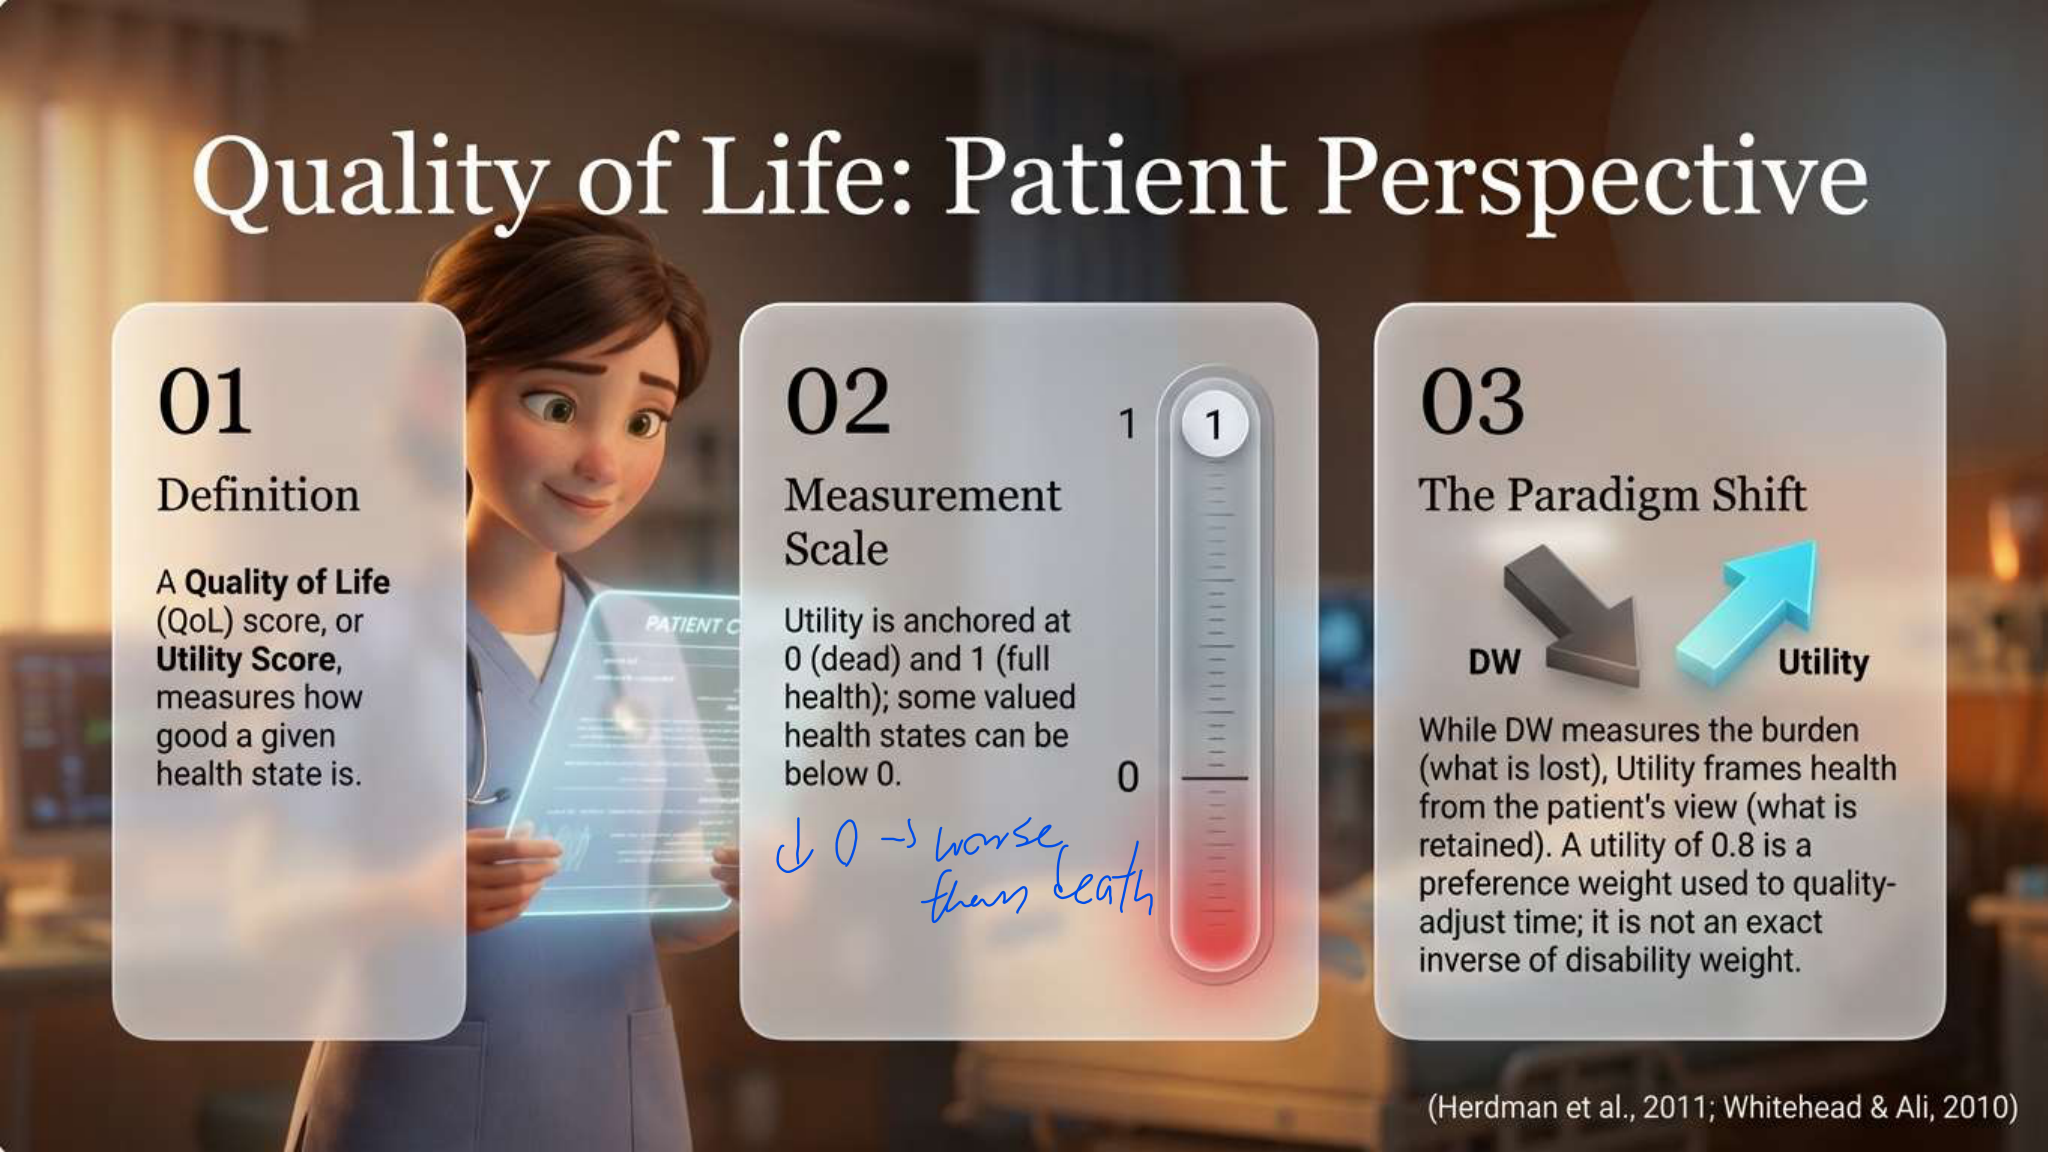 Quality of Life: Patient Perspective
01
Definition
A Quality of Life
(QoL) score, or
Utility Score,
measures how
good a given
health state is.
PATIENT C
02
Measurement
Scale
Utility is anchored at
0 (dead) and 1 (full
health); some valued
health states can be
below 0.
↓ 0 → worse
than death
1
1
0
03
The Paradigm Shift
DW
Utility
While DW measures the burden
(what is lost), Utility frames health
from the patient's view (what is
retained). A utility of 0.8 is a
preference weight used to quality-
adjust time; it is not an exact
inverse of disability weight.
(Herdman et al., 2011; Whitehead & Ali, 2010)